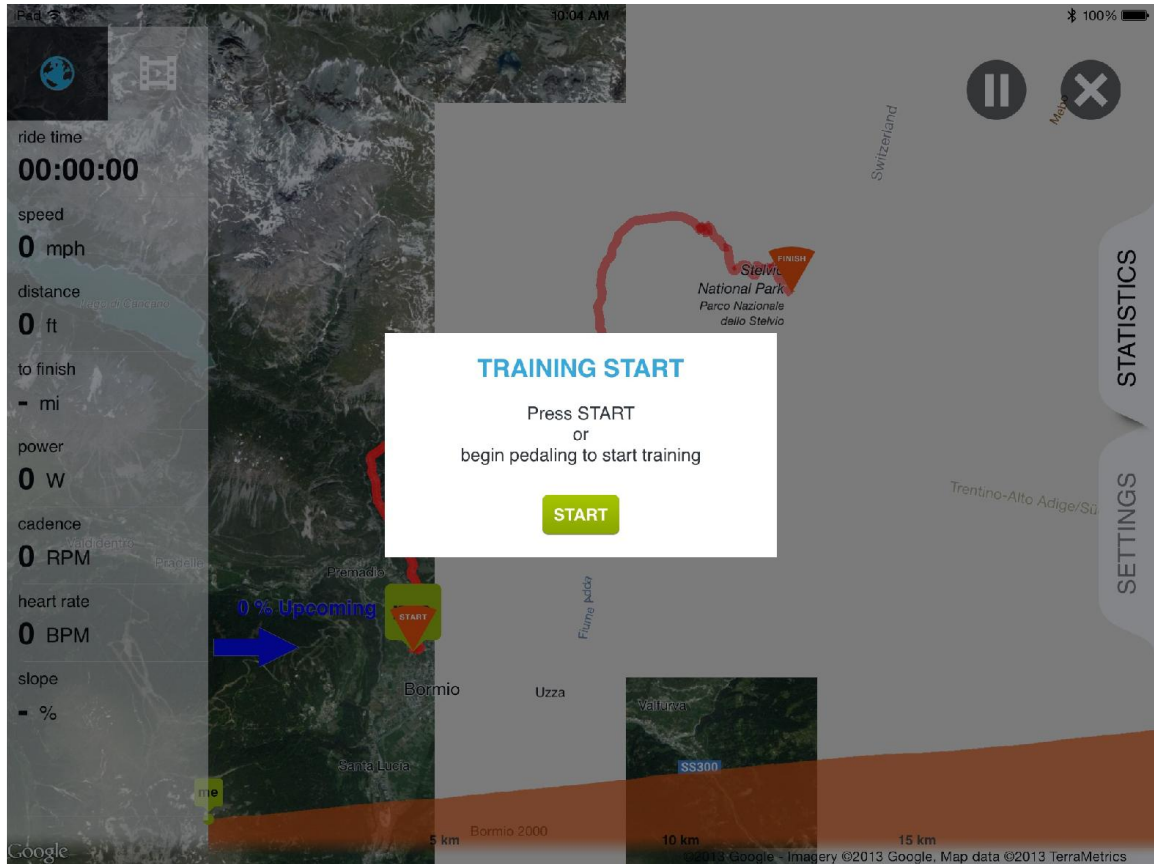 iPad
10:04 AM
100%
ride time
00:00:00
speed
0 mph
distance
0 ft
to finish
- mi
power
0 W
cadence
0 RPM
heart rate
0 BPM
slope
- %
Switzerland
FINISH
Stelvio
National Park
Parco Nazionale
dello Stelvio
STATISTICS
SETTINGS
TRAINING START
Press START
or
begin pedaling to start training
START
Trentino-Alto Adige/Sü
Valdidentro
Premadio
0 % Upcoming
START
Fiume Adda
Bormio
Uzza
Valfurva
Santa Lucia
SS300
me
Bormio 2000
5 km
10 km
15 km
Google
©2013 Google - Imagery ©2013 Google, Map data ©2013 TerraMetrics